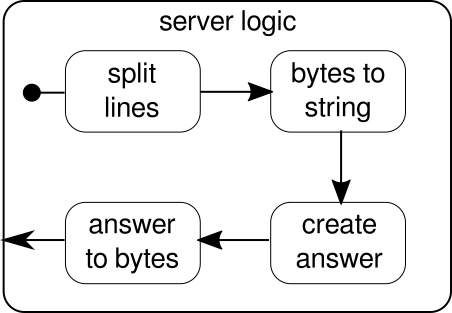 server logic
split
lines
bytes to
string
answer
to bytes
create
answer